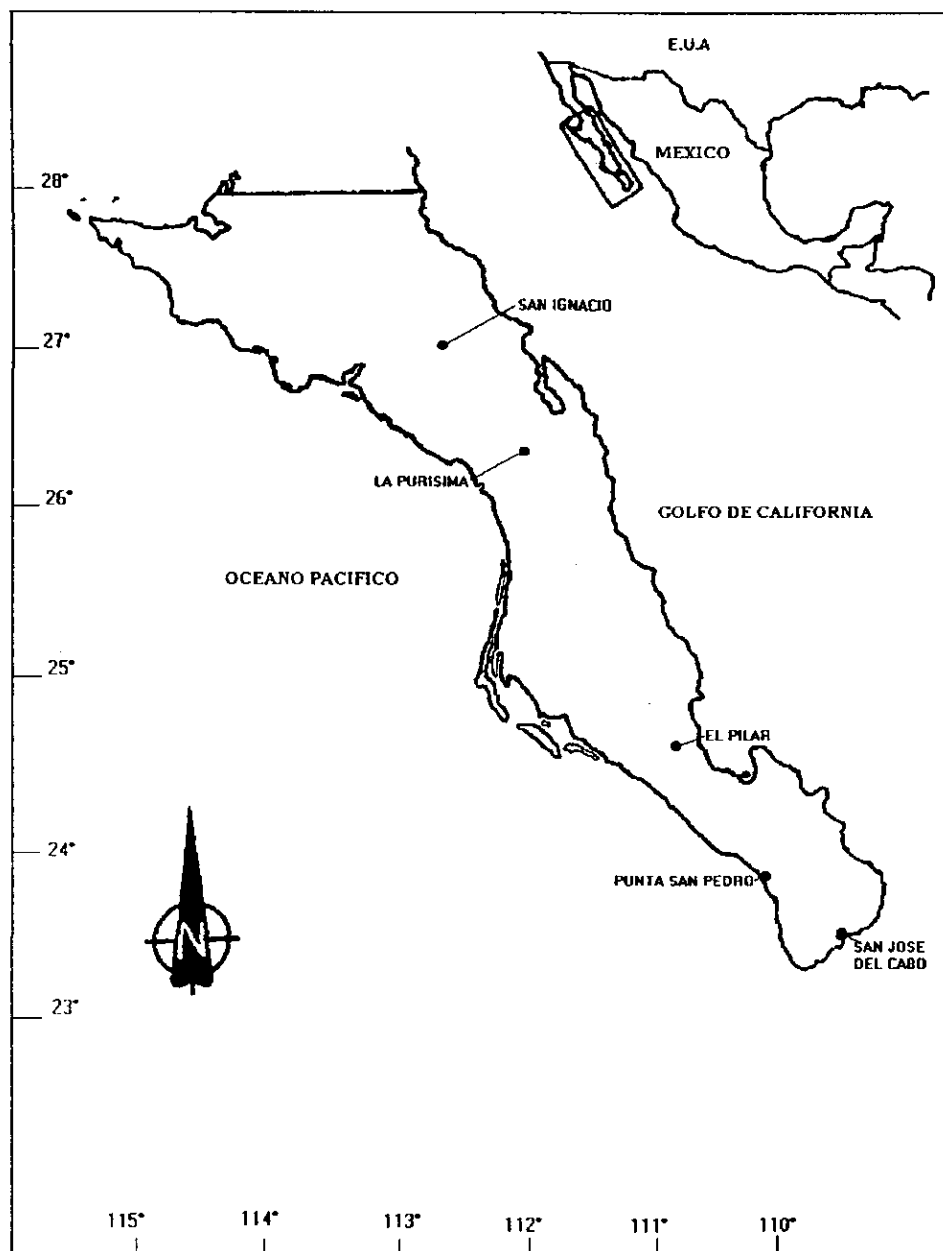 E.U.A
MEXICO
28°
SAN IGNACIO
27°
LA PURISIMA
26°
GOLFO DE CALIFORNIA
OCEANO PACIFICO
25°
EL PILAR
24°
PUNTA SAN PEDRO
SAN JOSE
DEL CABO
N
23°
115°
114°
113°
112°
111°
110°